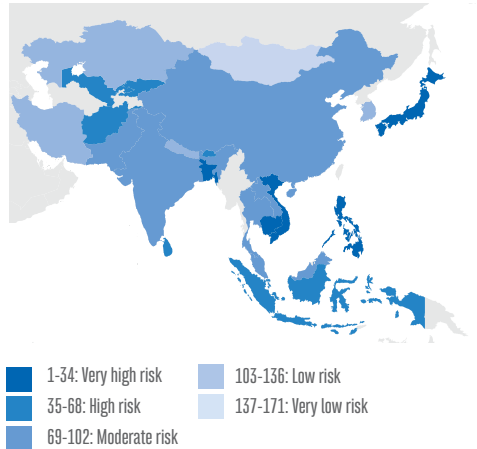 1-34: Very high risk
35-68: High risk
69-102: Moderate risk
103-136: Low risk
137-171: Very low risk